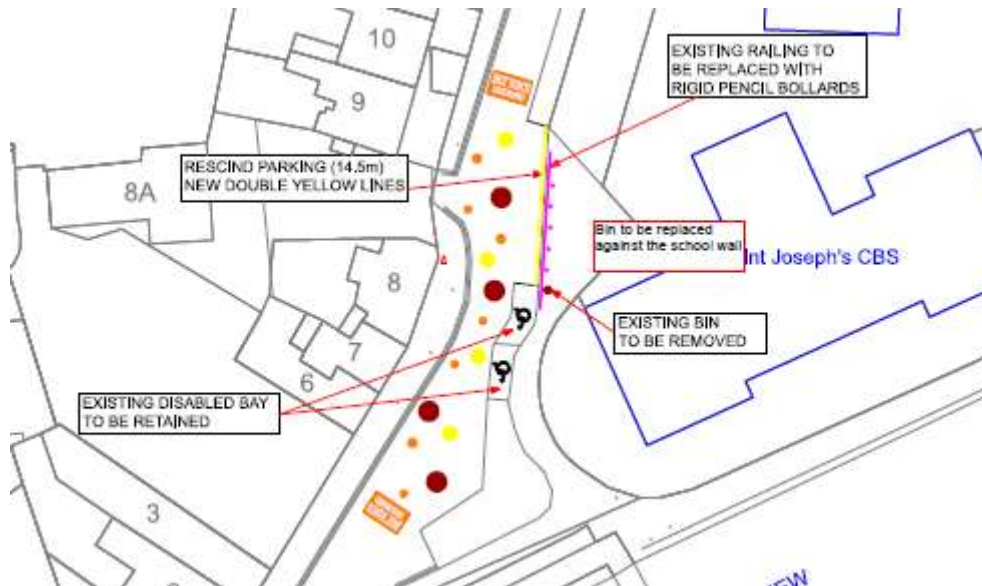 10
EXISTING RAILING TO
BE REPLACED WITH
RIGID PENCIL BOLLARDS
9
RESCIND PARKING (14.5m)
NEW DOUBLE YELLOW LINES
8A
Bin to be replaced
against the school wall
int Joseph's CBS
8
EXISTING BIN
TO BE REMOVED
7
6
EXISTING DISABLED BAY
TO BE RETAINED
3